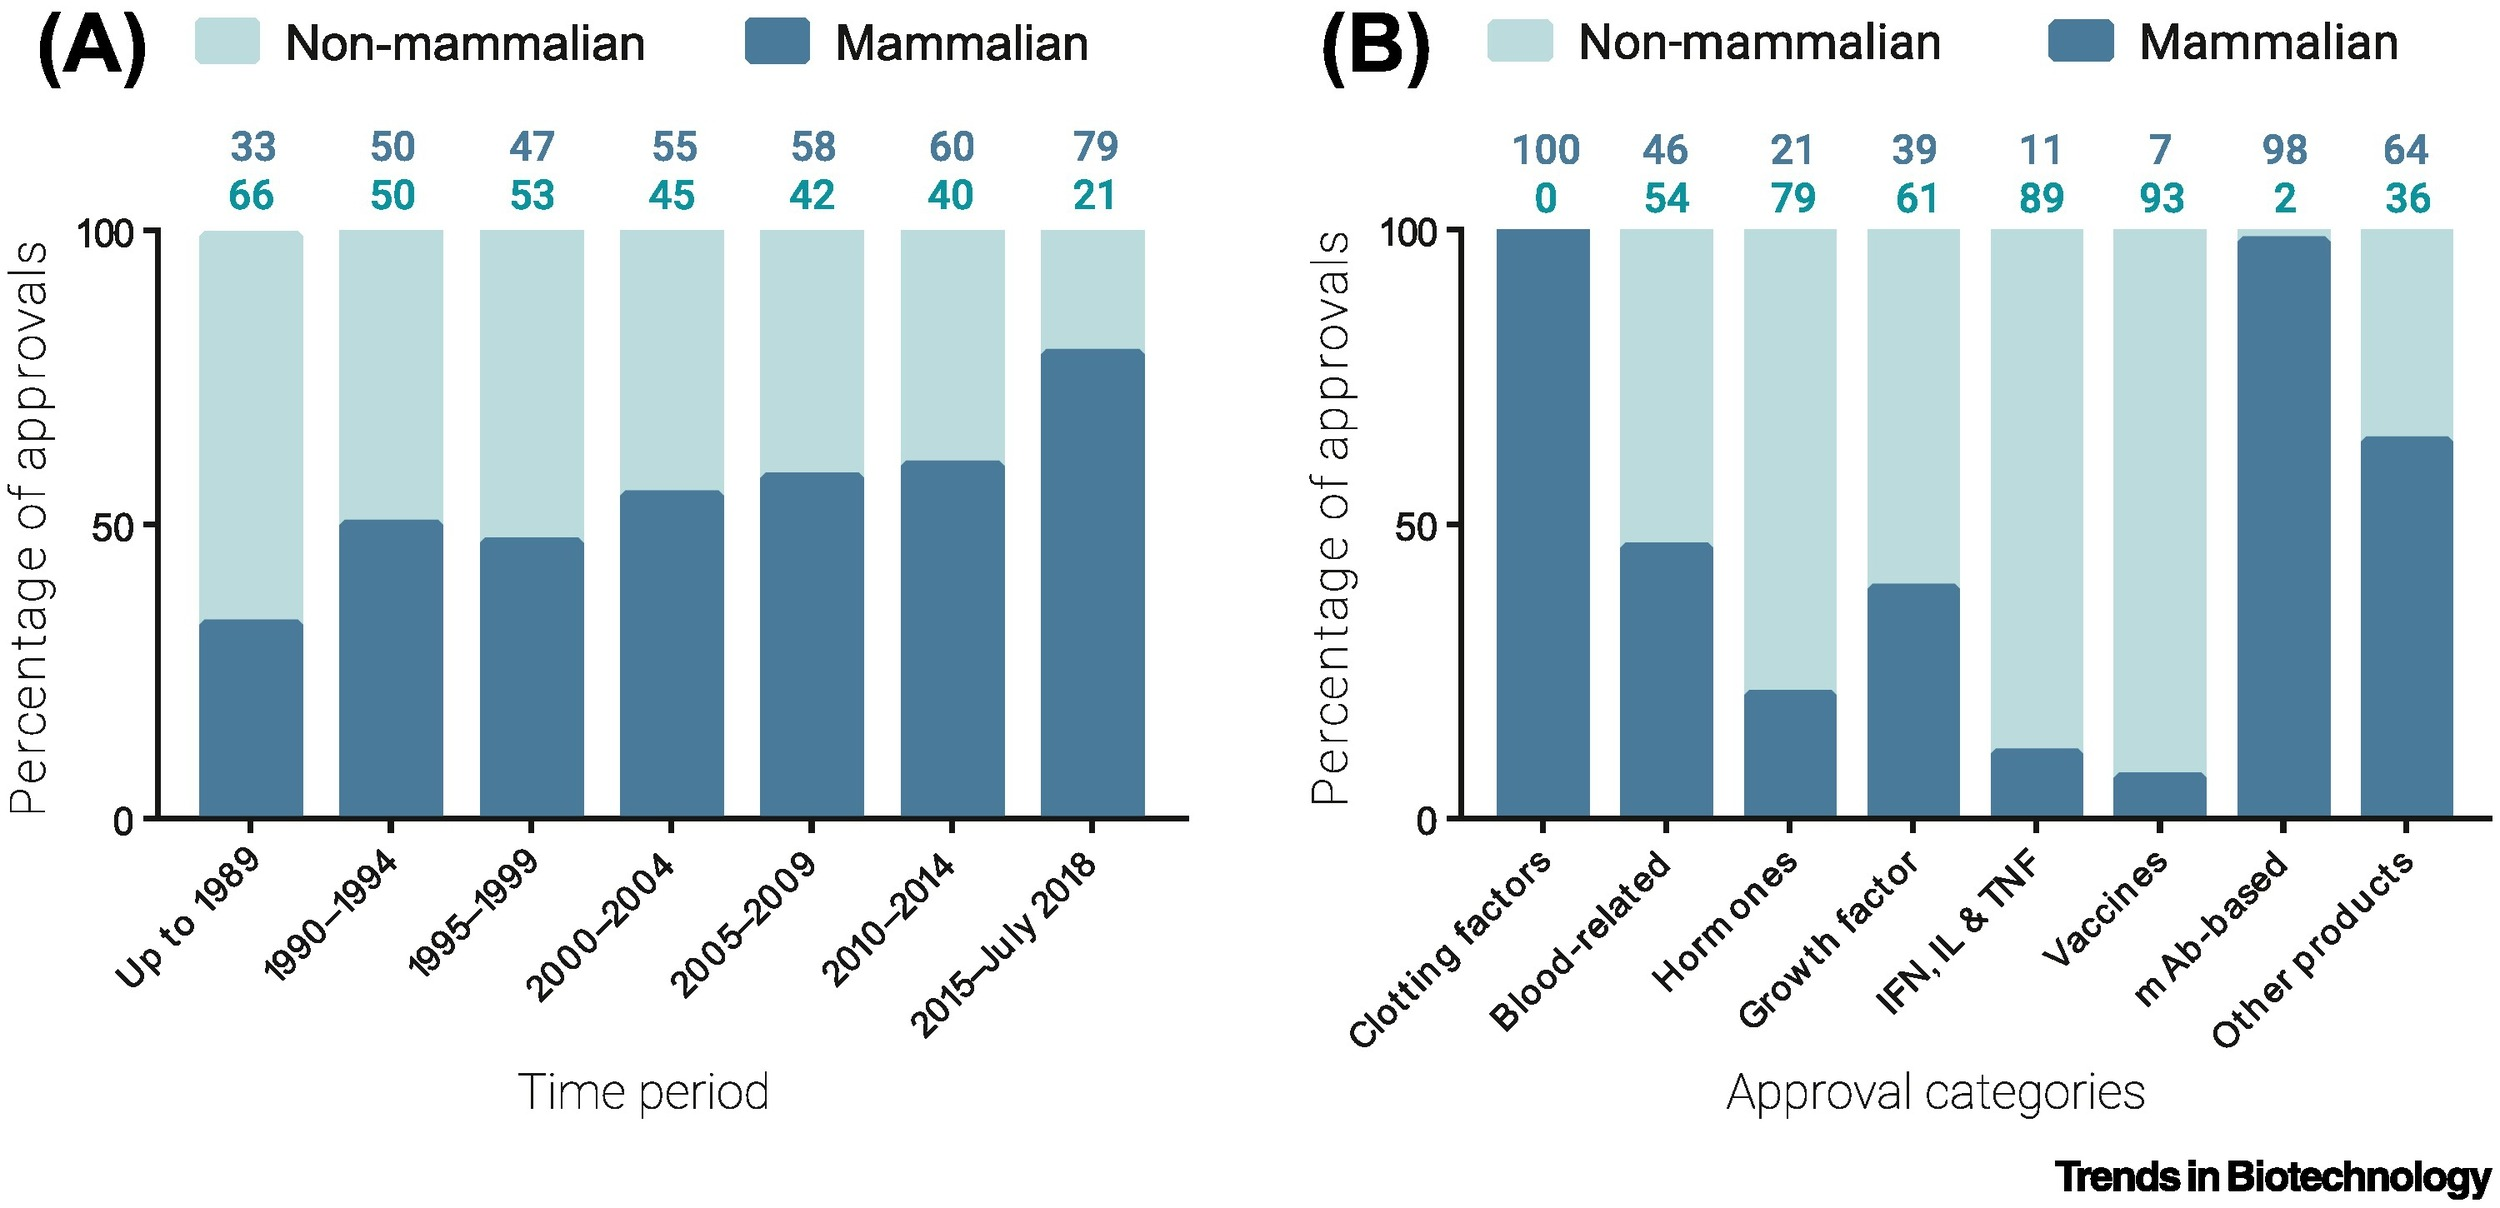 (A) Non-mammalian Mammalian
33 50 47 55 58 60 79
66 50 53 45 42 40 21
Percentage of approvals
100
50
0
Up to 1989
1990–1994
1995–1999
2000–2004
2005–2009
2010–2014
2015–July 2018
Time period
(B) Non-mammalian Mammalian
100 46 21 39 11 7 98 64
0 54 79 61 89 93 2 36
Percentage of approvals
100
50
0
Clotting factors
Blood-related
Hormones
Growth factor
IFN, IL & TNF
Vaccines
mAb-based
Other products
Approval categories
Trends in Biotechnology